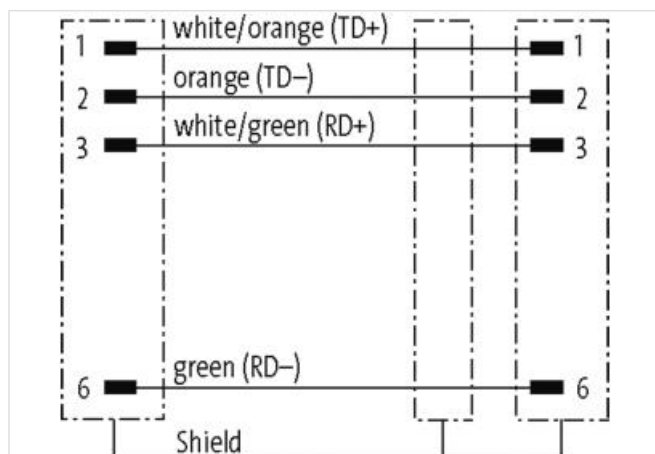 1 white/orange (TD+) 1
2 orange (TD–) 2
3 white/green (RD+) 3
6 green (RD–) 6
Shield